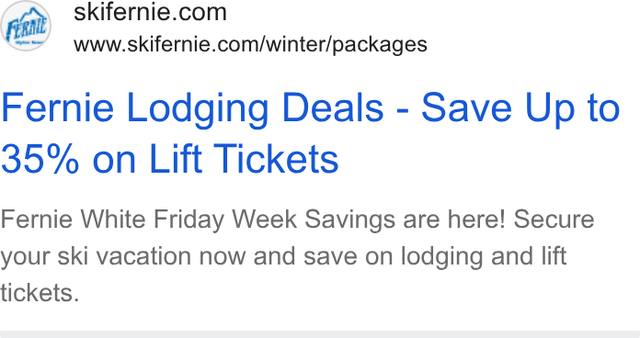 FERNIE
skifernie.com
www.skifernie.com/winter/packages
Fernie Lodging Deals - Save Up to
35% on Lift Tickets
Fernie White Friday Week Savings are here! Secure
your ski vacation now and save on lodging and lift
tickets.